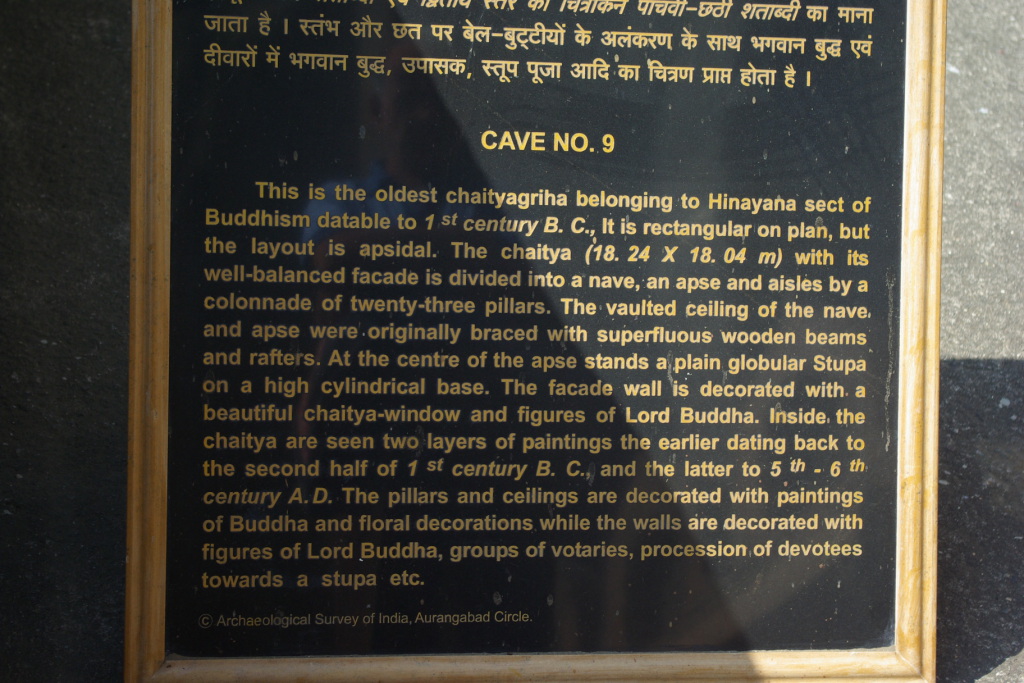 एवं द्वितीय स्तर का चित्रांकन पांचवी-छठी शताब्दी का माना
जाता है । स्तंभ और छत पर बेल-बुट्टीयों के अलंकरण के साथ भगवान बुद्ध एवं
दीवारों में भगवान बुद्ध, उपासक, स्तूप पूजा आदि का चित्रण प्राप्त होता है ।
CAVE NO. 9
This is the oldest chaityagriha belonging to Hinayana sect of
Buddhism datable to 1 st century B. C., It is rectangular on plan, but
the layout is apsidal. The chaitya (18. 24 X 18. 04 m) with its
well-balanced facade is divided into a nave, an apse and aisles by a
colonnade of twenty-three pillars. The vaulted ceiling of the nave
and apse were originally braced with superfluous wooden beams
and rafters. At the centre of the apse stands a plain globular Stupa
on a high cylindrical base. The facade wall is decorated with a
beautiful chaitya-window and figures of Lord Buddha. Inside the
chaitya are seen two layers of paintings the earlier dating back to
the second half of 1 st century B. C., and the latter to 5 th - 6 th
century A.D. The pillars and ceilings are decorated with paintings
of Buddha and floral decorations while the walls are decorated with
figures of Lord Buddha, groups of votaries, procession of devotees
towards a stupa etc.
© Archaeological Survey of India, Aurangabad Circle.